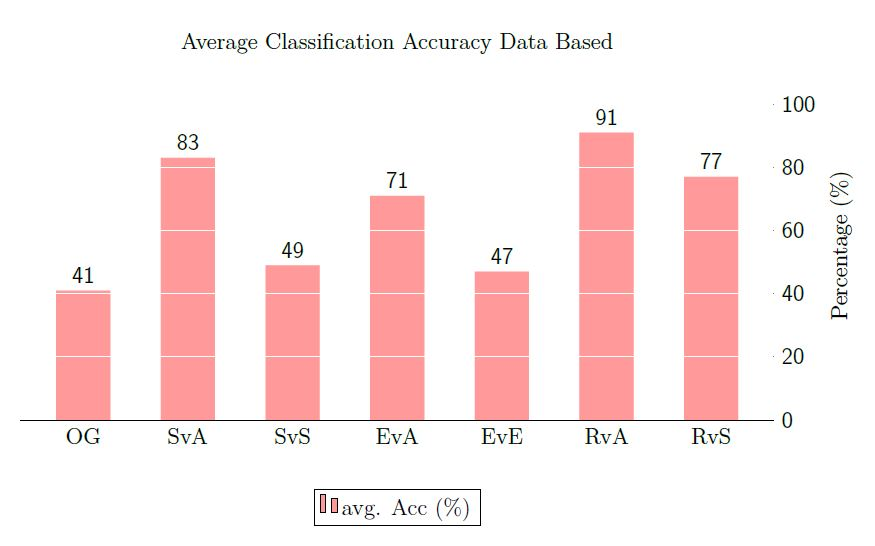 Average Classification Accuracy Data Based
100
80
60
40
20
0
Percentage (%)
41
83
49
71
47
91
77
OG
SvA
SvS
EvA
EvE
RvA
RvS
avg. Acc (%)